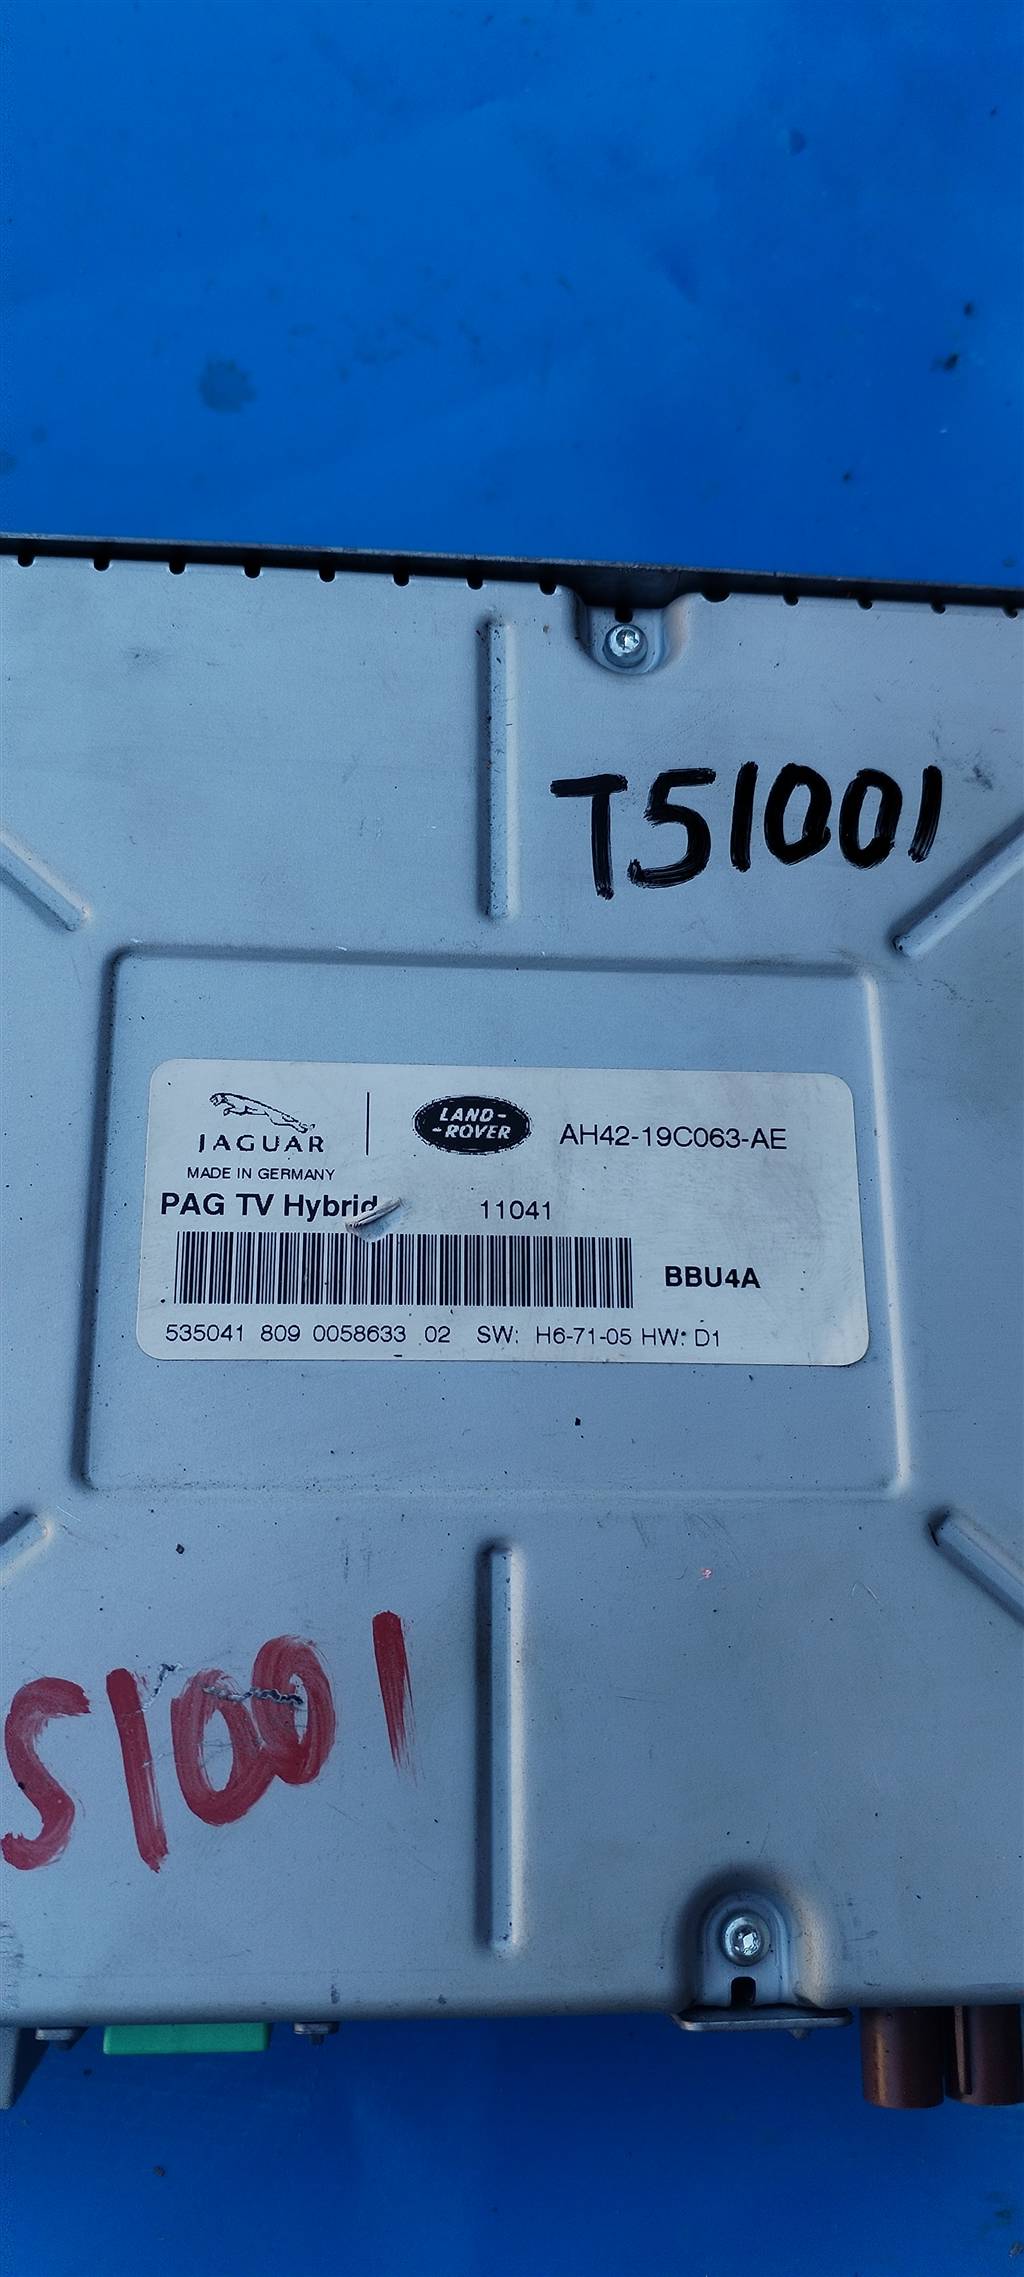 T51001
JAGUAR
LAND-
-ROVER
AH42-19C063-AE
MADE IN GERMANY
PAG TV Hybrid 11041
BBU4A
535041 809 0058633 02 SW: H6-71-05 HW: D1
51001